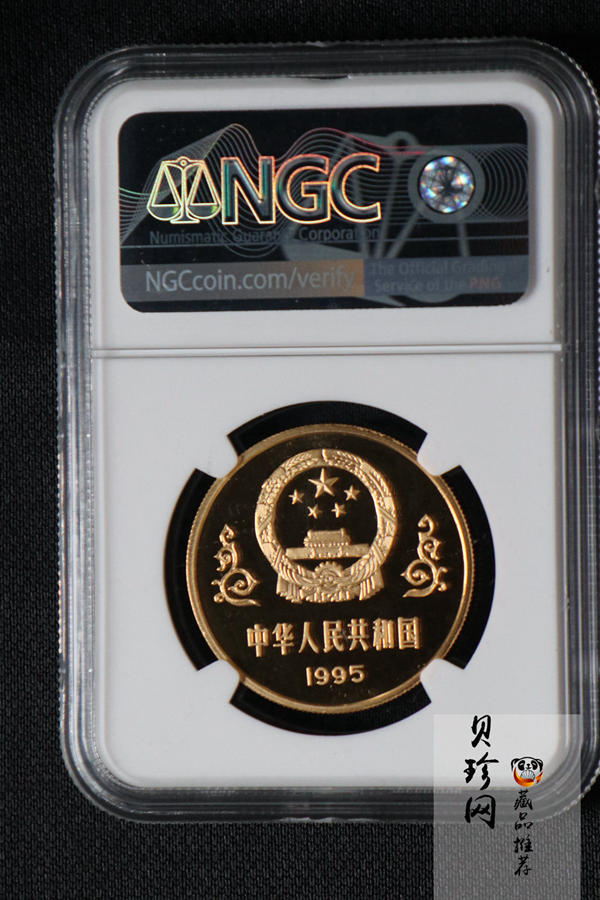 NGC
Numismatic Guaranty Corporation
NGCcoin.com/verify
The Official Grading
Service of the PNG
中华人民共和国
1995
贝珍网
藏品推荐